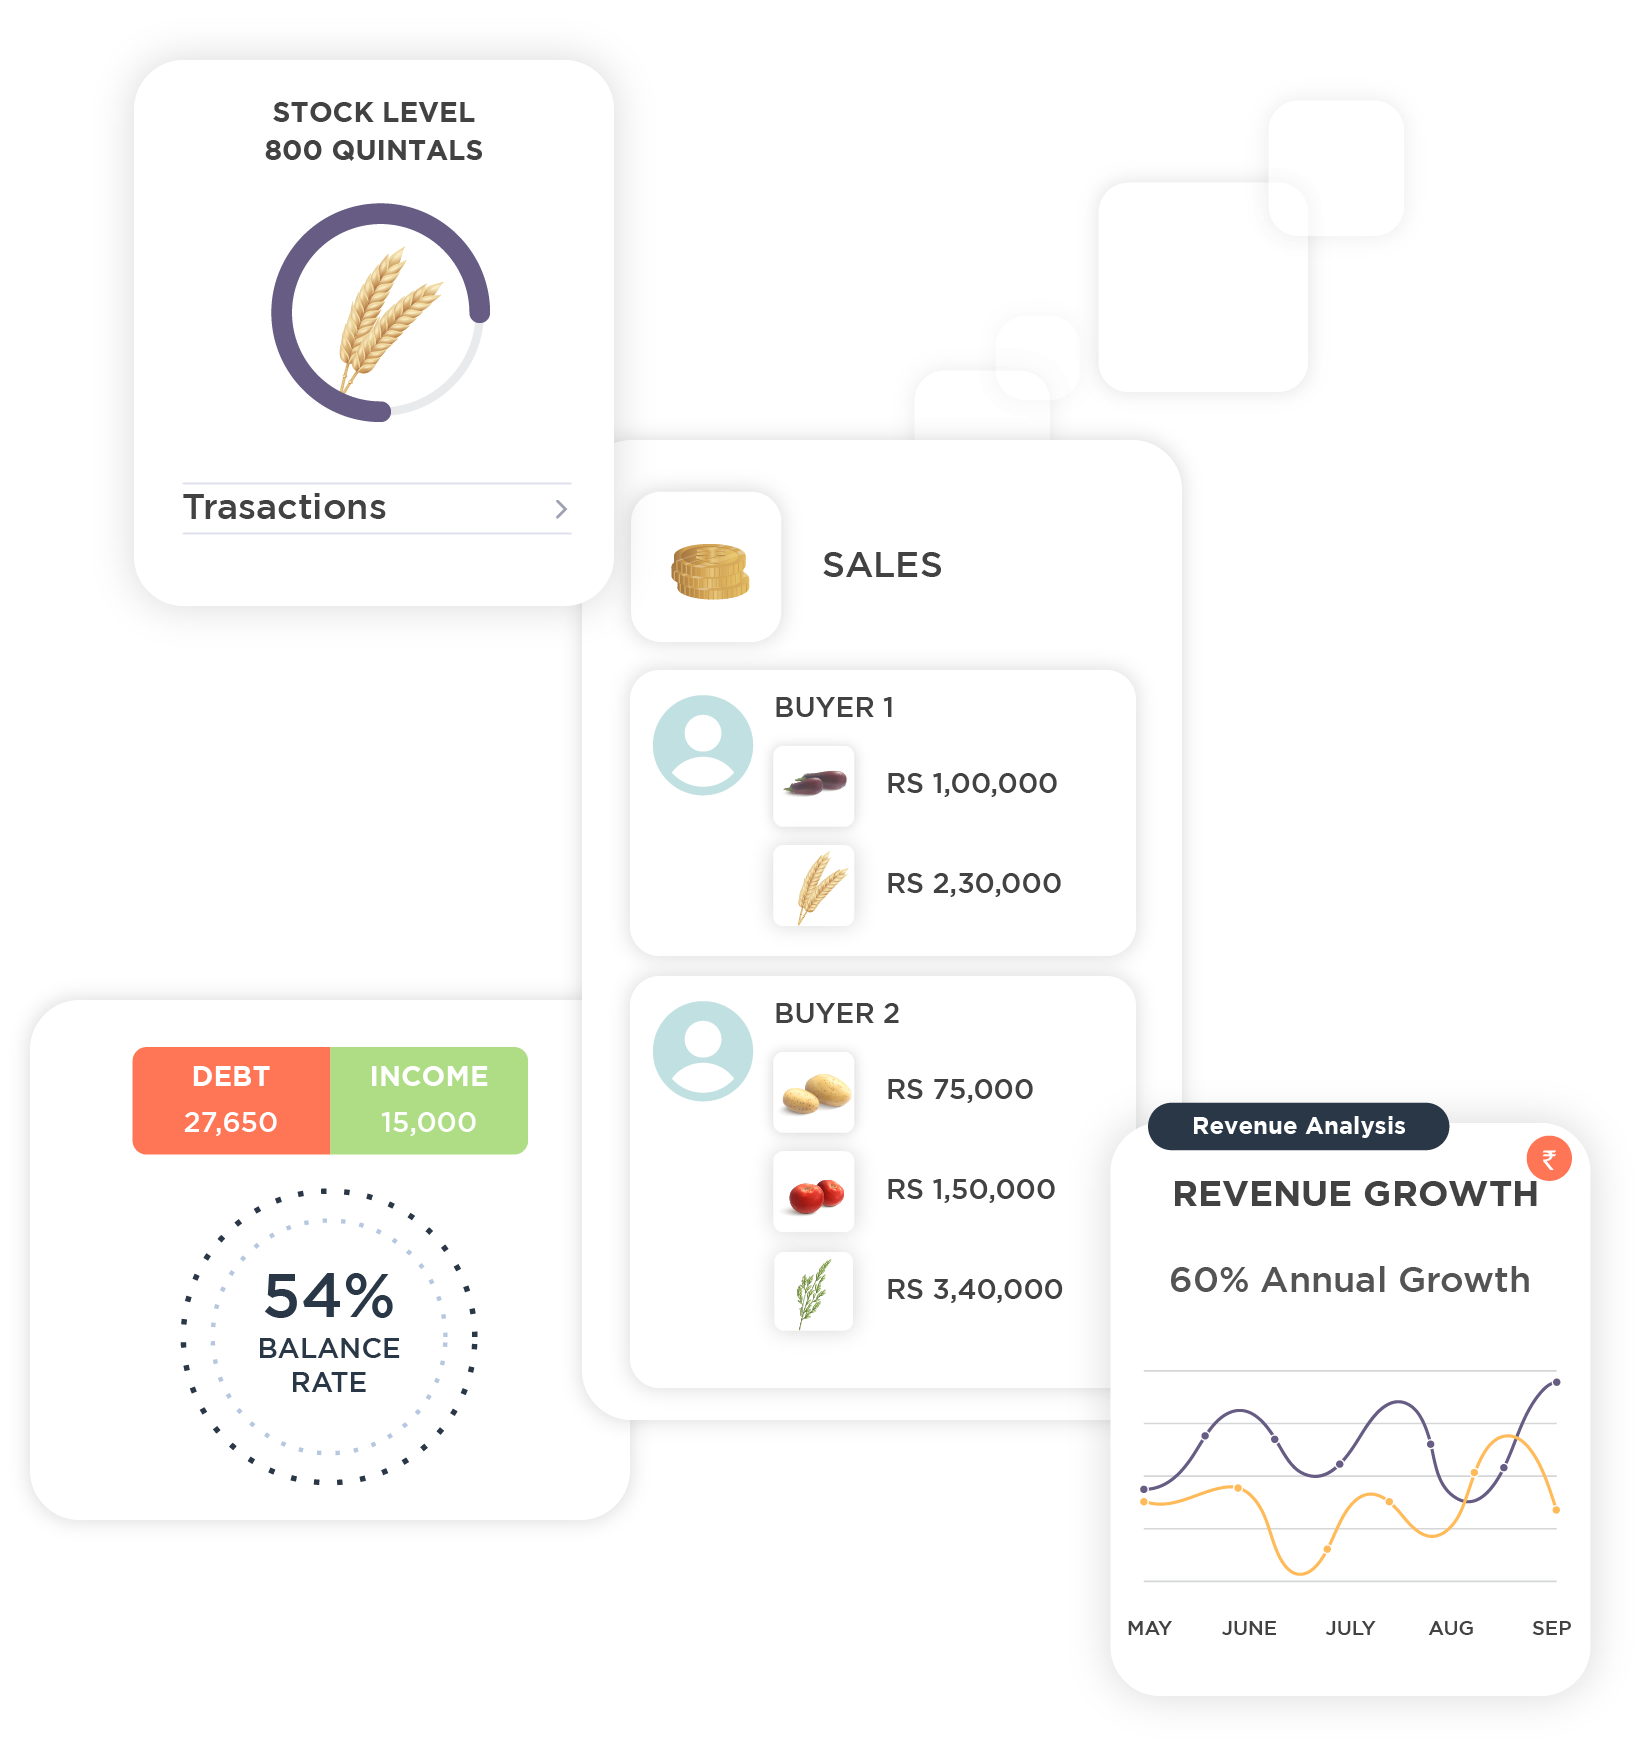 STOCK LEVEL
800 QUINTALS
Trasactions
SALES
BUYER 1
RS 1,00,000
RS 2,30,000
BUYER 2
RS 75,000
RS 1,50,000
RS 3,40,000
DEBT
27,650
INCOME
15,000
54%
BALANCE
RATE
Revenue Analysis
₹
REVENUE GROWTH
60% Annual Growth
MAY JUNE JULY AUG SEP